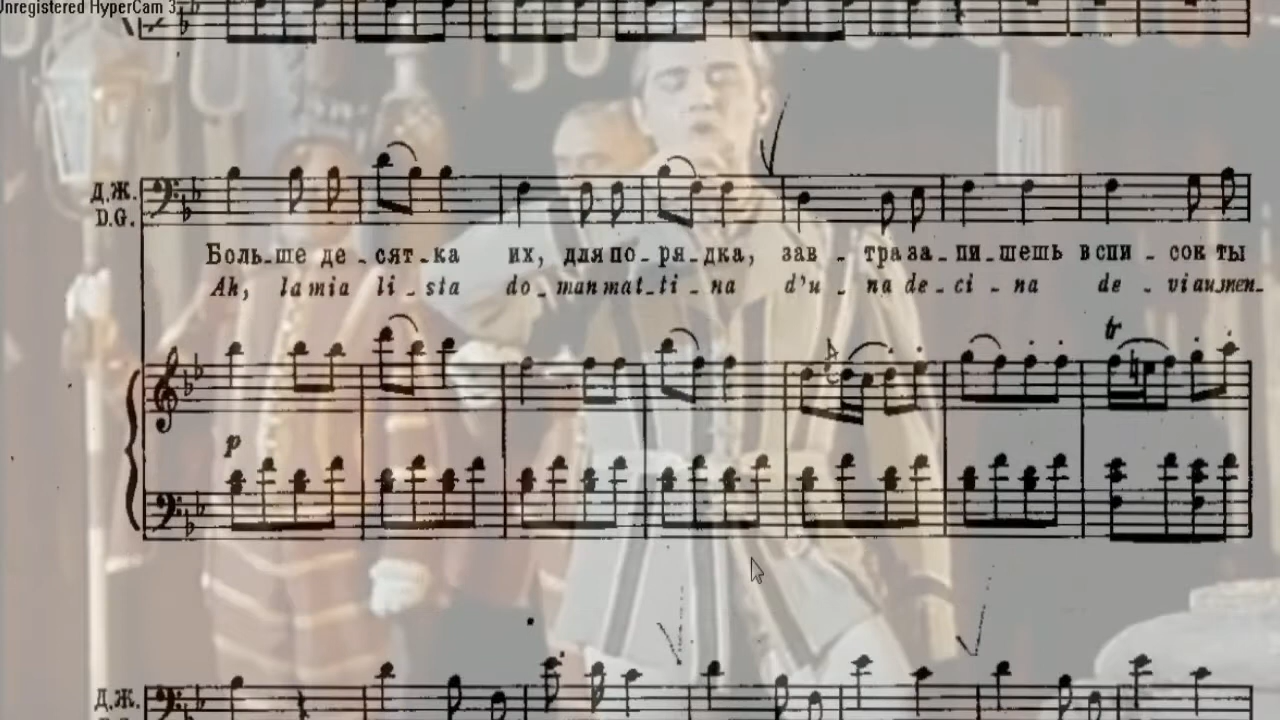 Unregistered HyperCam 3
Д.Ж.
D.G.
Боль-ше де-сят-ка их, для по-ря-дка, зав-тра за-пи-шешь в спи-сок ты
Ah, la mia li-sta do-man mat-ti-na d'u-na de-ci-na de-vi au.men-
tr
p
Д.Ж.